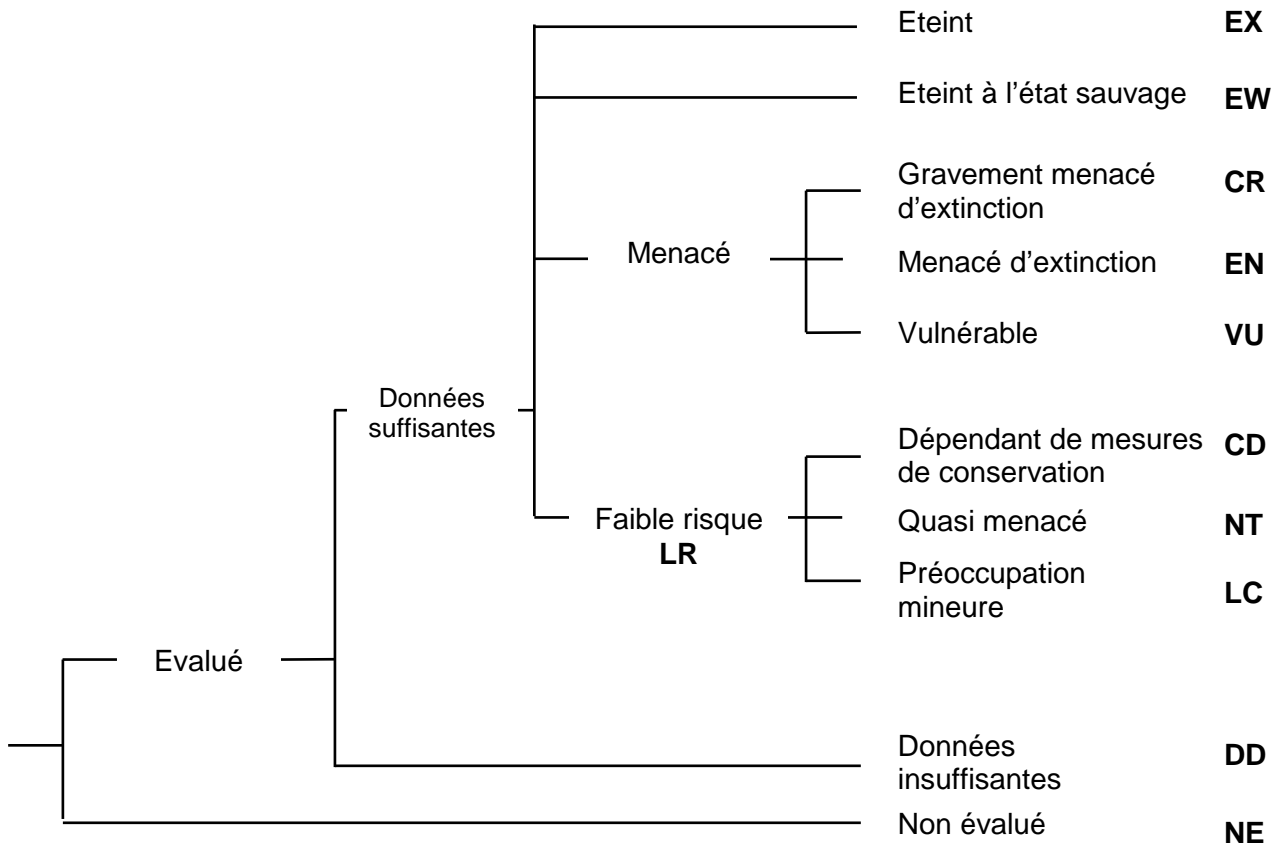 Eteint EX
Eteint à l’état sauvage EW
Gravement menacé
d’extinction CR
Menacé
Menacé d’extinction EN
Vulnérable VU
Données
suffisantes
Dépendant de mesures
de conservation CD
Faible risque
LR
Quasi menacé NT
Préoccupation
mineure LC
Evalué
Données
insuffisantes DD
Non évalué NE